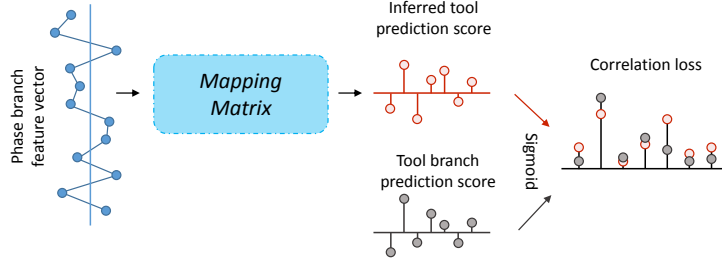 Phase branch
feature vector
Mapping
Matrix
Inferred tool
prediction score
Tool branch
prediction score
Sigmoid
Correlation loss